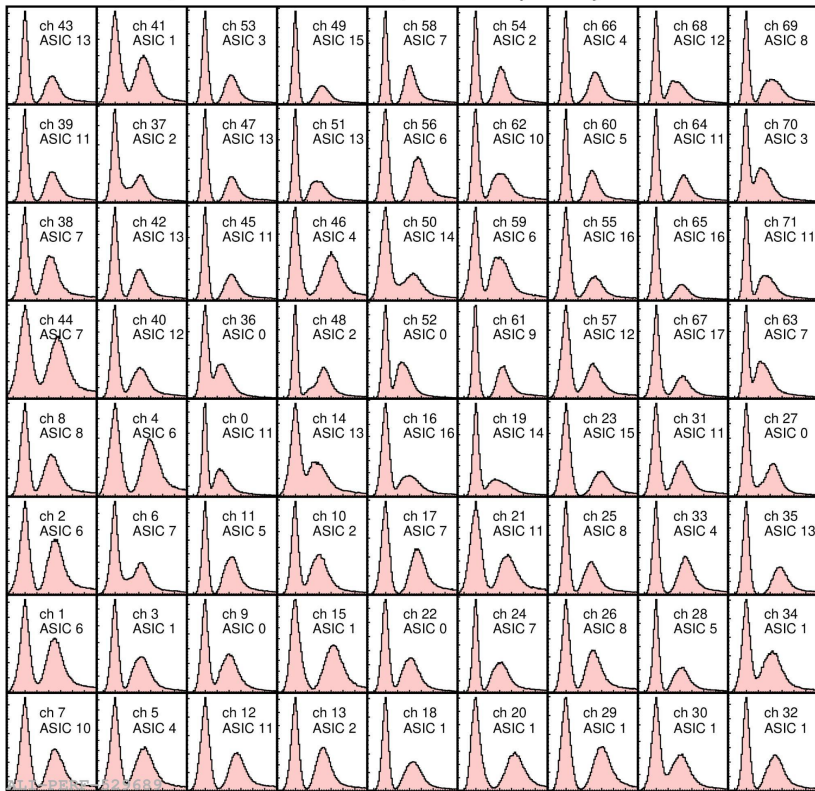 ch 43 ch 41 ch 53 ch 49 ch 58 ch 54 ch 66 ch 68 ch 69
ASIC 13 ASIC 1 ASIC 3 ASIC 15 ASIC 7 ASIC 2 ASIC 4 ASIC 12 ASIC 8
ch 39 ch 37 ch 47 ch 51 ch 56 ch 62 ch 60 ch 64 ch 70
ASIC 11 ASIC 2 ASIC 13 ASIC 13 ASIC 6 ASIC 10 ASIC 5 ASIC 11 ASIC 3
ch 38 ch 42 ch 45 ch 46 ch 50 ch 59 ch 55 ch 65 ch 71
ASIC 7 ASIC 13 ASIC 11 ASIC 4 ASIC 14 ASIC 6 ASIC 16 ASIC 16 ASIC 11
ch 44 ch 40 ch 36 ch 48 ch 52 ch 61 ch 57 ch 67 ch 63
ASIC 7 ASIC 12 ASIC 0 ASIC 2 ASIC 0 ASIC 9 ASIC 12 ASIC 17 ASIC 7
ch 8 ch 4 ch 0 ch 14 ch 16 ch 19 ch 23 ch 31 ch 27
ASIC 8 ASIC 6 ASIC 11 ASIC 13 ASIC 16 ASIC 14 ASIC 15 ASIC 11 ASIC 0
ch 2 ch 6 ch 11 ch 10 ch 17 ch 21 ch 25 ch 33 ch 35
ASIC 6 ASIC 7 ASIC 5 ASIC 2 ASIC 7 ASIC 11 ASIC 8 ASIC 4 ASIC 13
ch 1 ch 3 ch 9 ch 15 ch 22 ch 24 ch 26 ch 28 ch 34
ASIC 6 ASIC 1 ASIC 0 ASIC 1 ASIC 0 ASIC 7 ASIC 8 ASIC 5 ASIC 1
ch 7 ch 5 ch 12 ch 13 ch 18 ch 20 ch 29 ch 30 ch 32
ASIC 10 ASIC 4 ASIC 11 ASIC 2 ASIC 1 ASIC 1 ASIC 1 ASIC 1 ASIC 1
ALI-PERF-529689